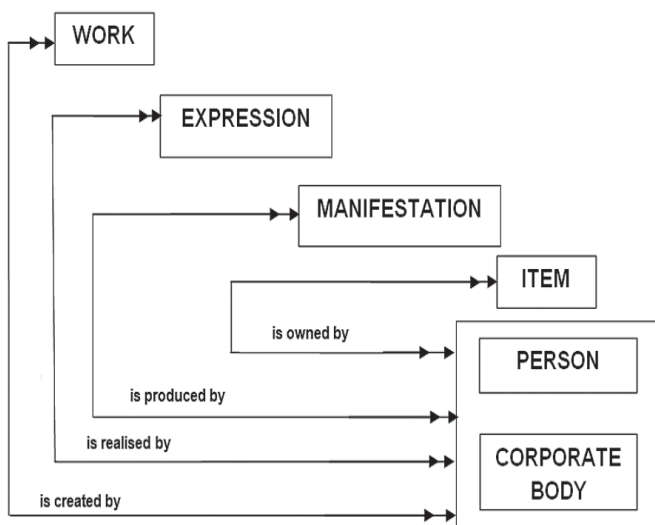 WORK
EXPRESSION
MANIFESTATION
ITEM
is owned by
PERSON
is produced by
is realised by
CORPORATE
BODY
is created by